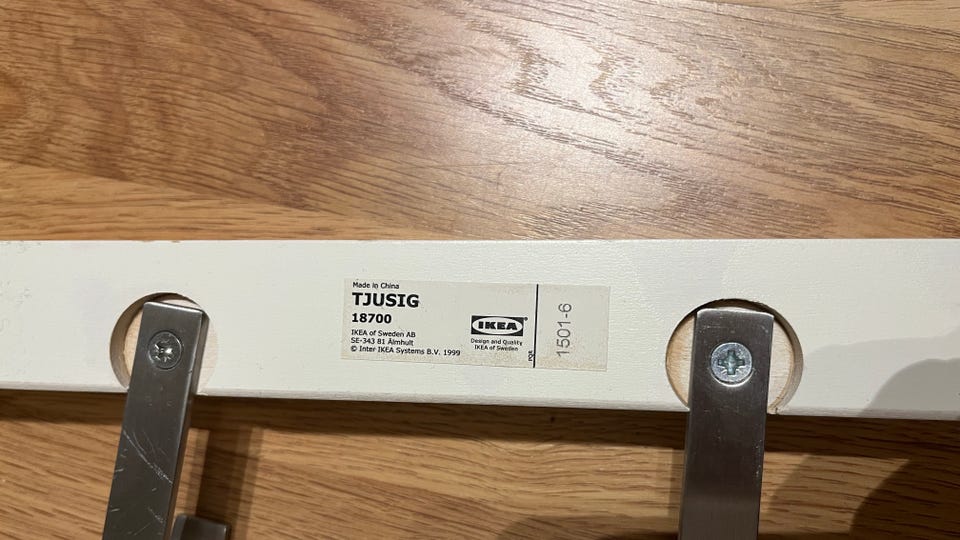 Made in China
TJUSIG
18700
IKEA of Sweden AB
SE-343 81 Älmhult
© Inter IKEA Systems B.V. 1999
IKEA®
Design and Quality
IKEA of Sweden
PQR
1501-6